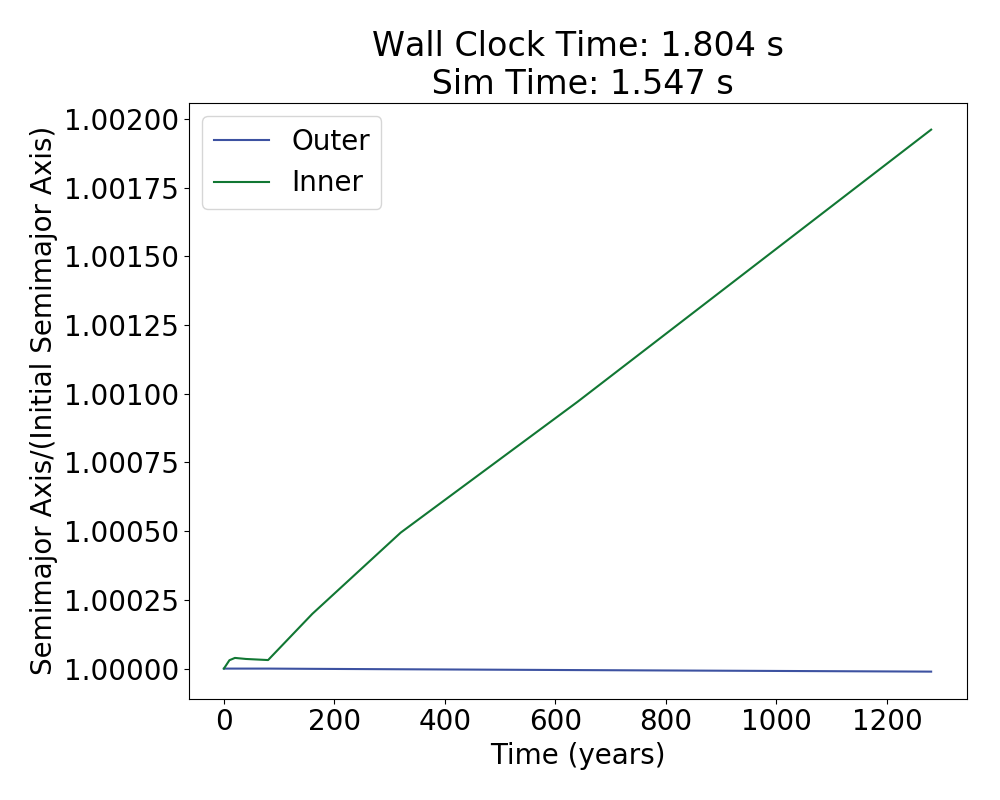 Wall Clock Time: 1.804 s
Sim Time: 1.547 s
Semimajor Axis/(Initial Semimajor Axis)
1.00200
1.00175
1.00150
1.00125
1.00100
1.00075
1.00050
1.00025
1.00000
Outer
Inner
0 200 400 600 800 1000 1200
Time (years)